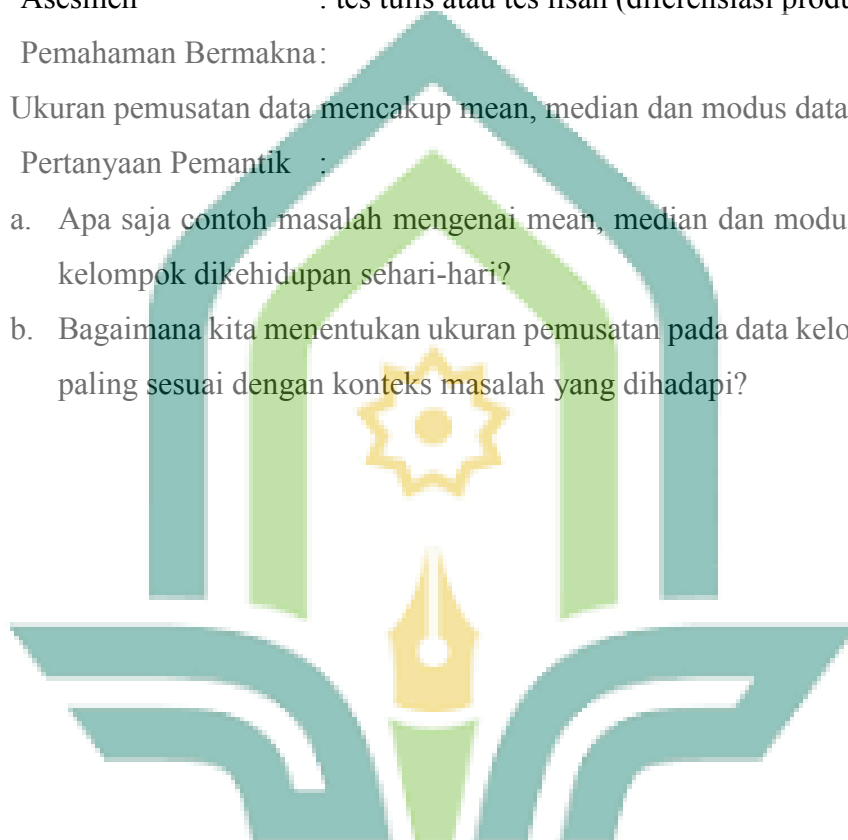 Asesmen : tes tulis atau tes lisan (diferensiasi produ
Pemahaman Bermakna :
Ukuran pemusatan data mencakup mean, median dan modus data
Pertanyaan Pemantik :
a. Apa saja contoh masalah mengenai mean, median dan modu
kelompok dikehidupan sehari-hari?
b. Bagaimana kita menentukan ukuran pemusatan pada data kelo
paling sesuai dengan konteks masalah yang dihadapi?